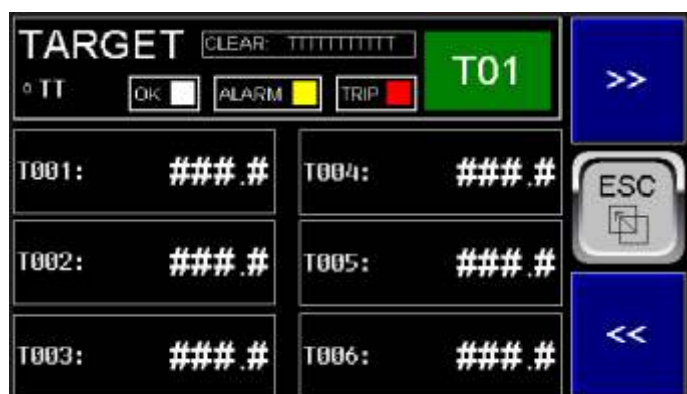 TARGET CLEAR: TTTTTTTTTTT T01
° TT OK ALARM TRIP
>>
T001: ###.# T004: ###.#
ESC
T002: ###.# T005: ###.#
T003: ###.# T006: ###.#
<<